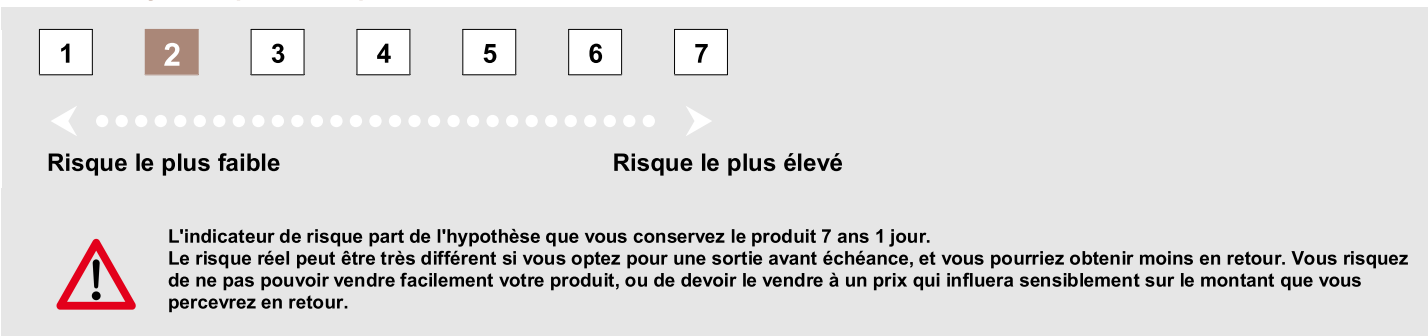 1 2 3 4 5 6 7
Risque le plus faible Risque le plus élevé
L'indicateur de risque part de l'hypothèse que vous conservez le produit 7 ans 1 jour.
Le risque réel peut être très différent si vous optez pour une sortie avant échéance, et vous pourriez obtenir moins en retour. Vous risquez
de ne pas pouvoir vendre facilement votre produit, ou de devoir le vendre à un prix qui influera sensiblement sur le montant que vous
percevrez en retour.